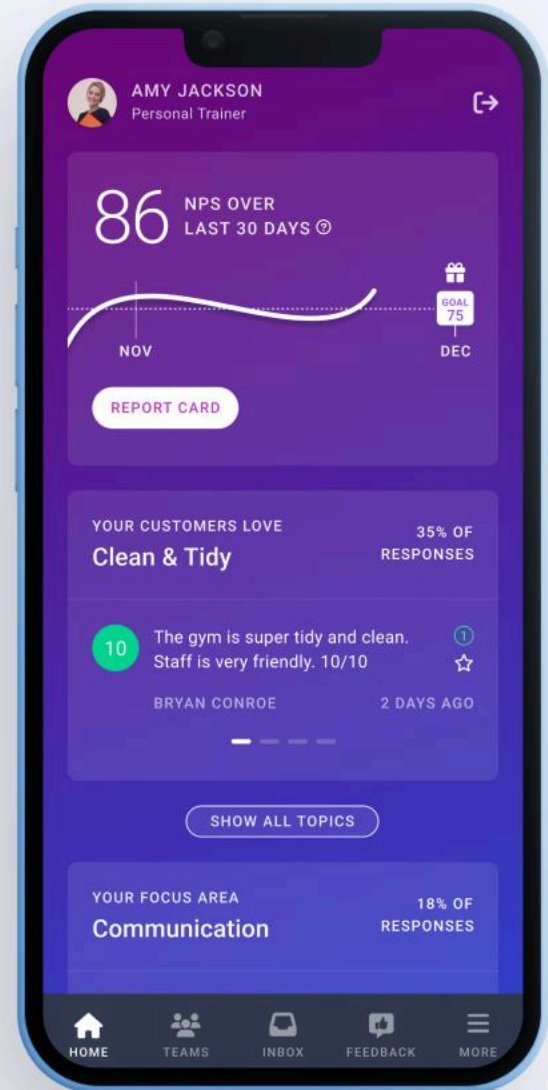 AMY JACKSON
Personal Trainer
86
NPS OVER
LAST 30 DAYS
GOAL
75
NOV
DEC
REPORT CARD
YOUR CUSTOMERS LOVE
Clean & Tidy
35% OF
RESPONSES
10
The gym is super tidy and clean.
Staff is very friendly. 10/10
1
BRYAN CONROE
2 DAYS AGO
SHOW ALL TOPICS
YOUR FOCUS AREA
Communication
18% OF
RESPONSES
HOME
TEAMS
INBOX
FEEDBACK
MORE